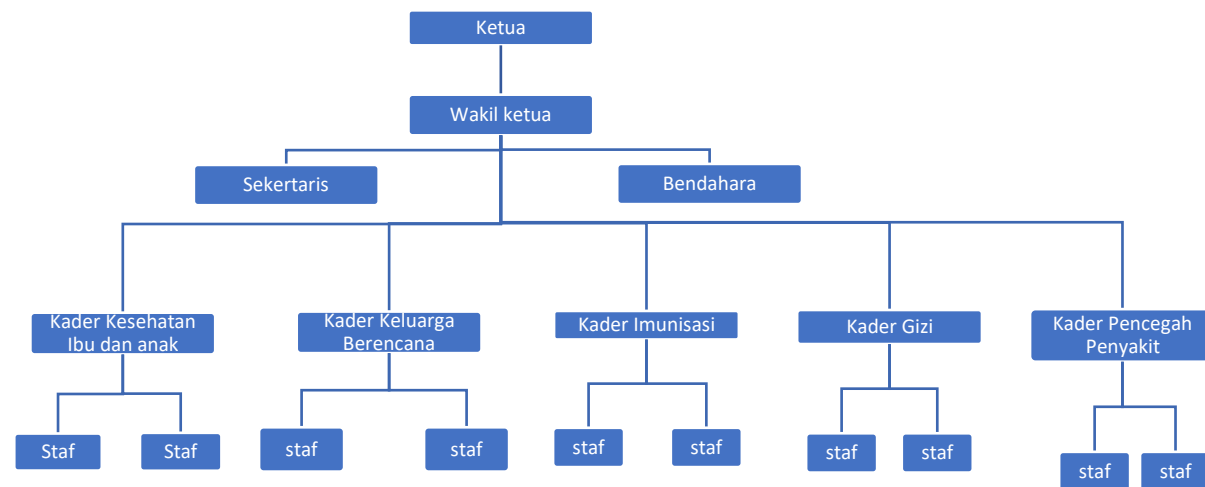 Ketua
Wakil ketua
Sekertaris
Bendahara
Kader Kesehatan
Ibu dan anak
Kader Keluarga
Berencana
Kader Imunisasi
Kader Gizi
Kader Pencegah
Penyakit
Staf
Staf
staf
staf
staf
staf
staf
staf
staf
staf